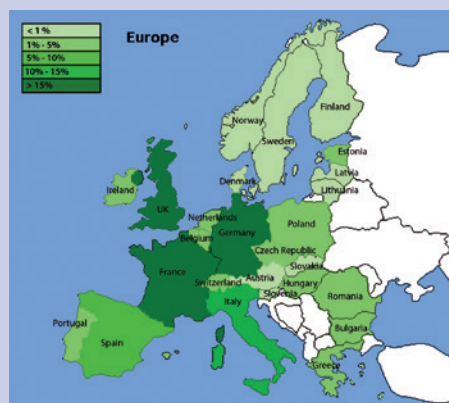 < 1 %
1% - 5%
5% - 10%
10% - 15%
> 15%
Europe
Finland
Norway
Sweden
Estonia
Latvia
Denmark
Lithuania
Ireland
UK
Netherlands
Poland
Belgium
Germany
Czech Republic
Slovakia
France
Austria
Switzerland
Hungary
Slovenia
Romania
Italy
Bulgaria
Portugal
Spain
Greece